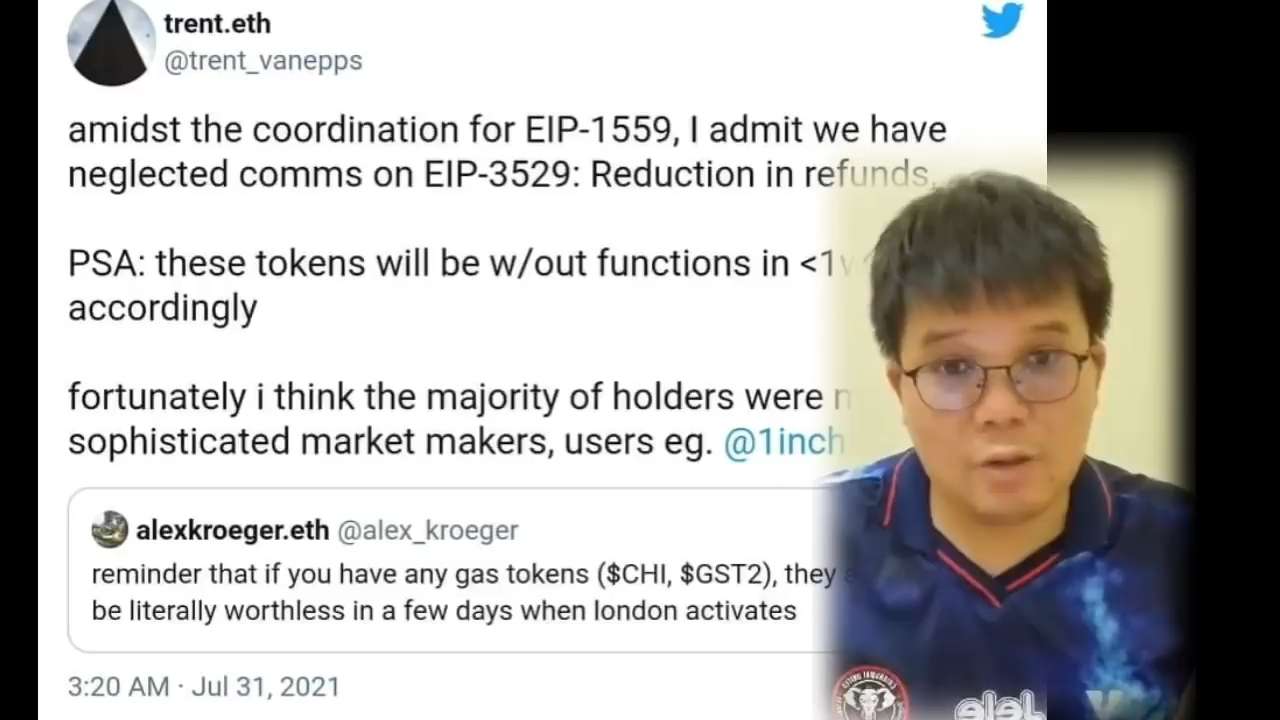 trent.eth
@trent_vanepps
amidst the coordination for EIP-1559, I admit we have
neglected comms on EIP-3529: Reduction in refunds,
PSA: these tokens will be w/out functions in <1
accordingly
fortunately i think the majority of holders were
sophisticated market makers, users eg. @1inch
alexkroeger.eth @alex_kroeger
reminder that if you have any gas tokens ($CHI, $GST2), they
be literally worthless in a few days when london activates
3:20 AM · Jul 31, 2021